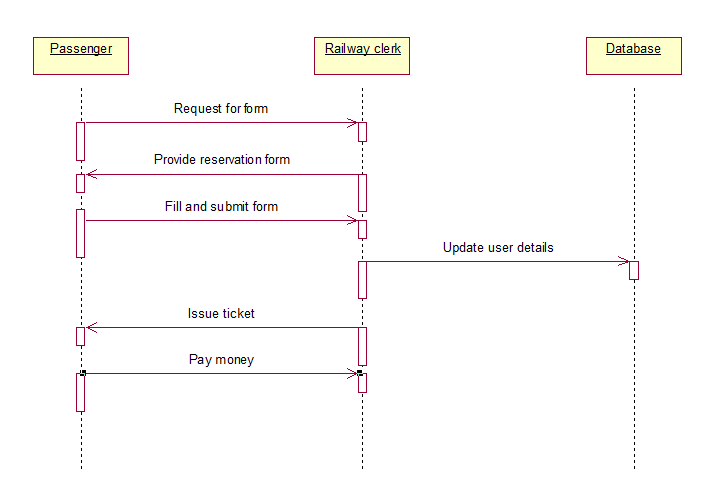 Passenger
Railway clerk
Database
Request for form
Provide reservation form
Fill and submit form
Update user details
Issue ticket
Pay money